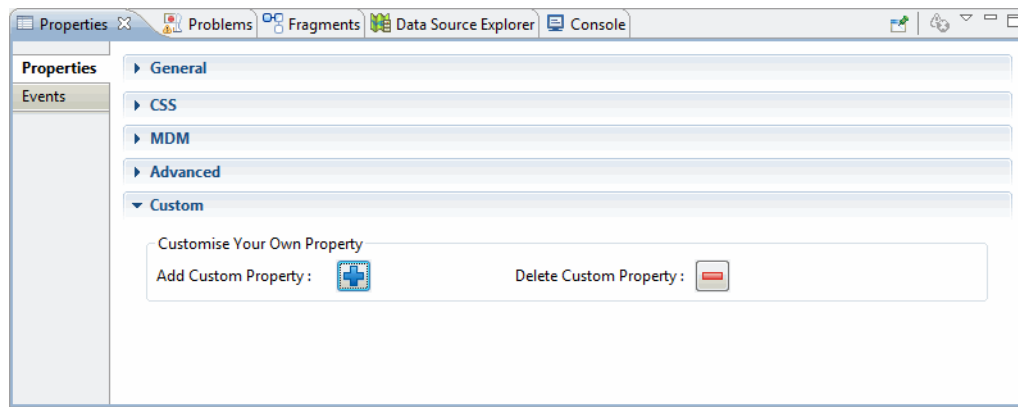 Properties Problems Fragments Data Source Explorer Console
Properties
Events
General
CSS
MDM
Advanced
Custom
Customise Your Own Property
Add Custom Property : Delete Custom Property :